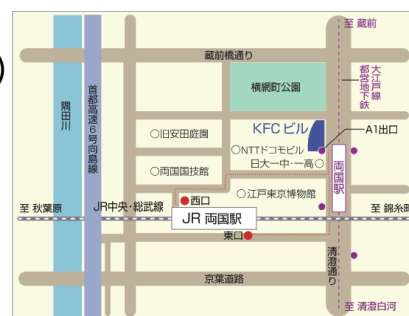 )
至 蔵前
蔵前橋通り
大江戸線
都営地下鉄
隅田川
首都高速6号向島線
横網町公園
KFC ビル
A1出口
○旧安田庭園
○NTTドコモビル
日大一中・一高○
○両国国技館
両国駅
○江戸東京博物館
西口
至 秋葉原
JR中央・総武線
JR 両国駅
至 錦糸町
東口
清澄通り
京葉道路
至 清澄白河